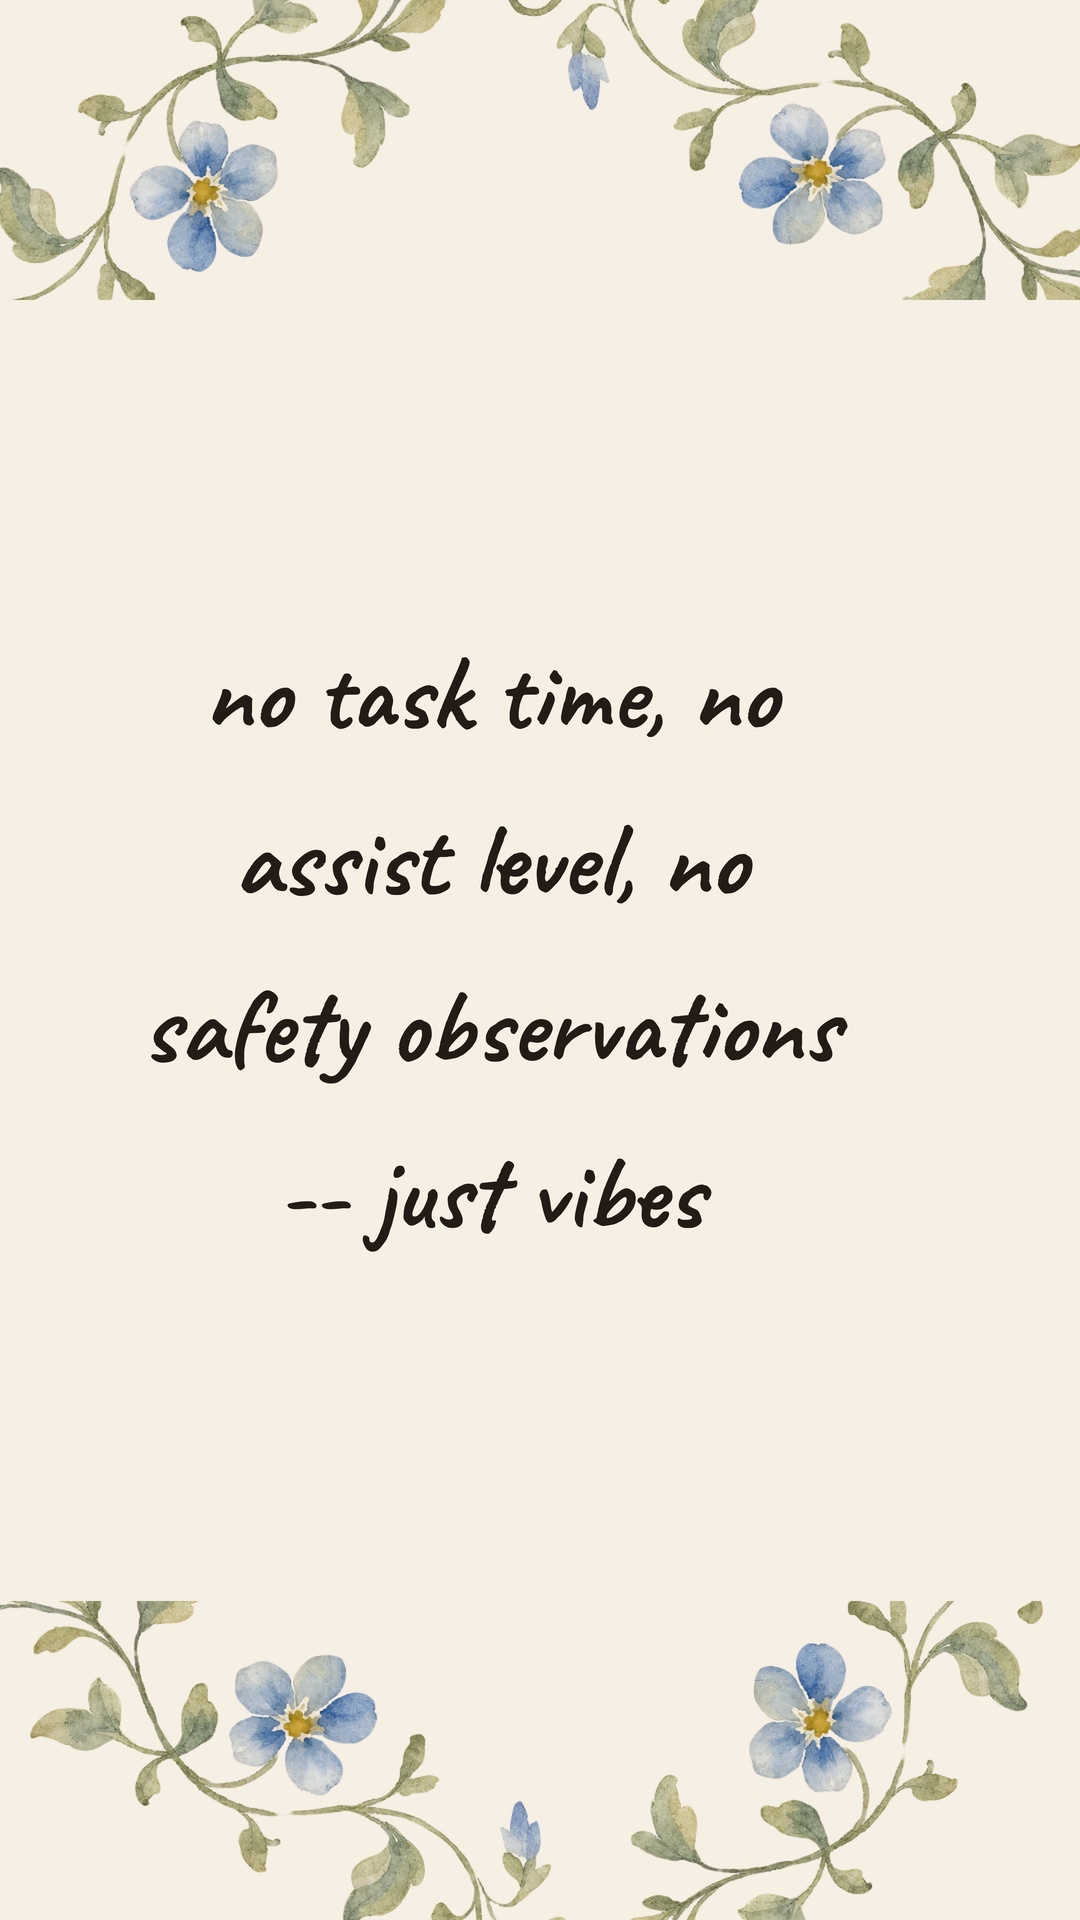 no task time, no
assist level, no
safety observations
-- just vibes